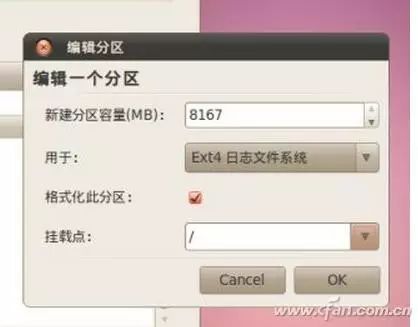 编辑分区
编辑一个分区
新建分区容量(MB)： 8167
用于： Ext4 日志文件系统
格式化此分区：
挂载点： /
Cancel OK
www.cfan.com.cn